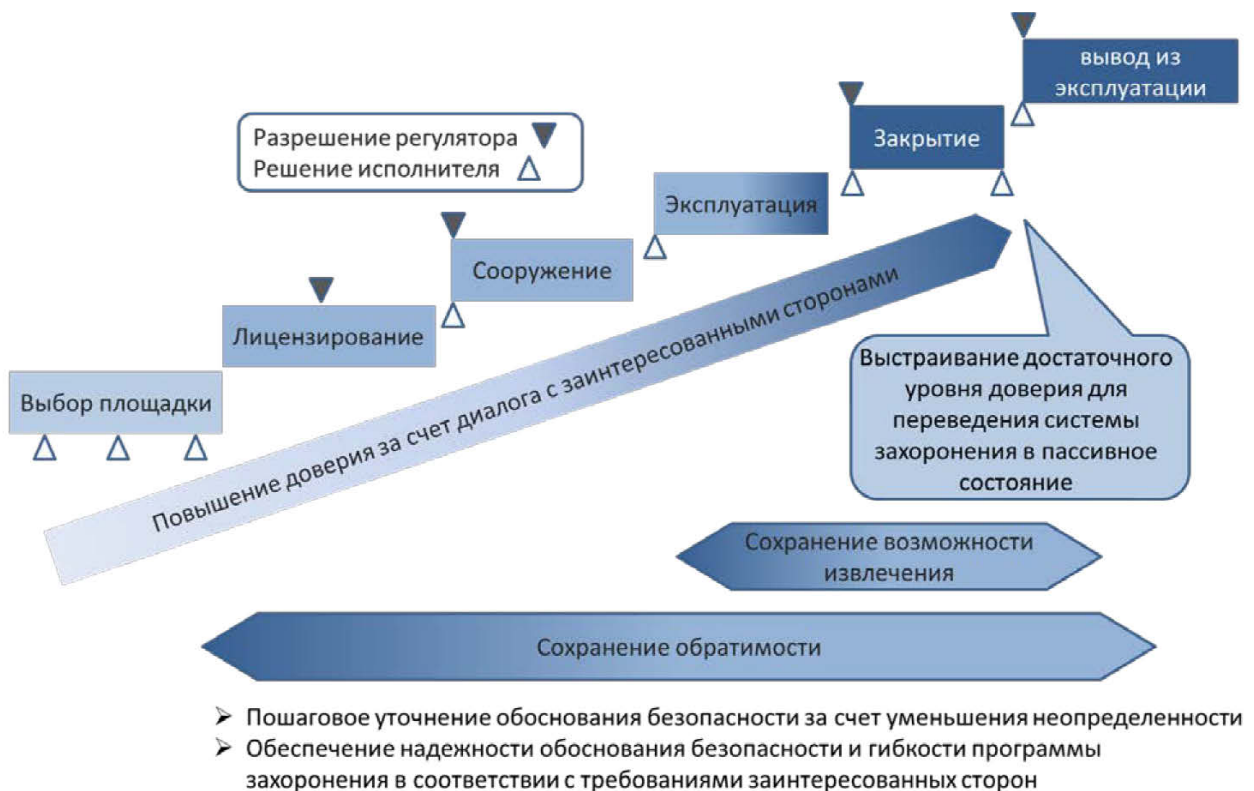 вывод из
эксплуатации
Разрешение регулятора
Решение исполнителя
Закрытие
Эксплуатация
Сооружение
Лицензирование
Выбор площадки
Повышение доверия за счет диалога с заинтересованными сторонами
Выстраивание достаточного
уровня доверия для
переведения системы
захоронения в пассивное
состояние
Сохранение возможности
извлечения
Сохранение обратимости
➢ Пошаговое уточнение обоснования безопасности за счет уменьшения неопределенности
➢ Обеспечение надежности обоснования безопасности и гибкости программы
захоронения в соответствии с требованиями заинтересованных сторон